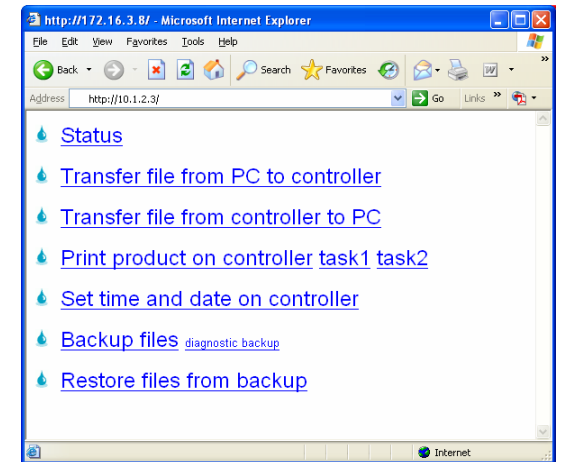 http://172.16.3.8/ - Microsoft Internet Explorer
File Edit View Favorites Tools Help
Back Search Favorites W »
Address http://10.1.2.3/ Go Links »
Status
Transfer file from PC to controller
Transfer file from controller to PC
Print product on controller task1 task2
Set time and date on controller
Backup files diagnostic backup
Restore files from backup
Internet